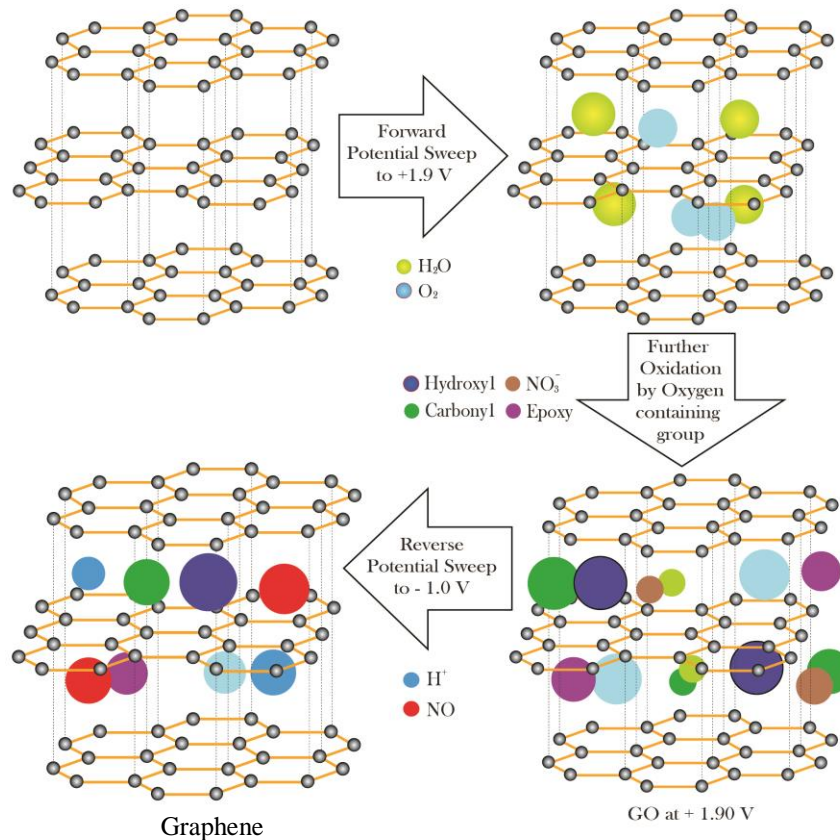 Forward
Potential Sweep
to +1.9 V
H₂O
O₂
Further
Oxidation
by Oxygen
containing
group
Hydroxyl NO₃⁻
Carbonyl Epoxy
Reverse
Potential Sweep
to - 1.0 V
H⁺
NO
GO at + 1.90 V
Graphene